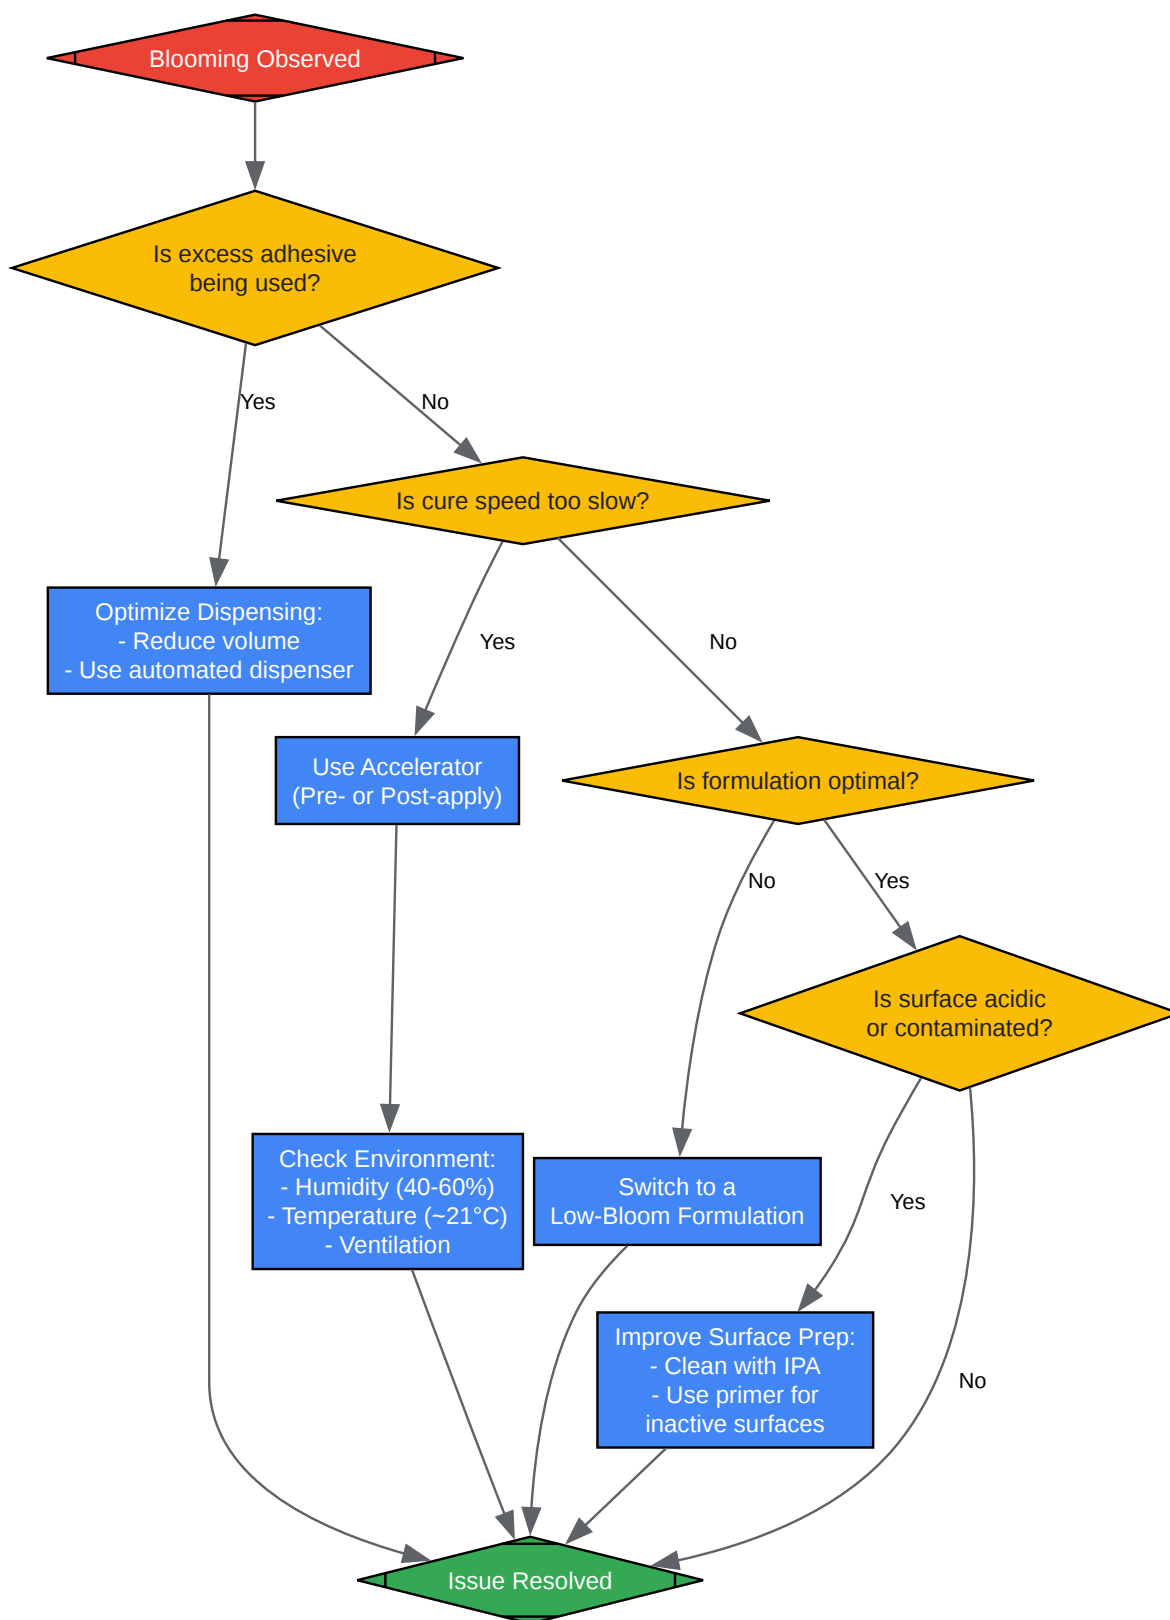 Blooming Observed
Is excess adhesive
being used?
Yes
No
Is cure speed too slow?
Optimize Dispensing:
- Reduce volume
- Use automated dispenser
Yes
No
Use Accelerator
(Pre- or Post-apply)
Is formulation optimal?
No
Yes
Is surface acidic
or contaminated?
Check Environment:
- Humidity (40-60%)
- Temperature (~21°C)
- Ventilation
Switch to a
Low-Bloom Formulation
Yes
Improve Surface Prep:
- Clean with IPA
- Use primer for
inactive surfaces
No
Issue Resolved